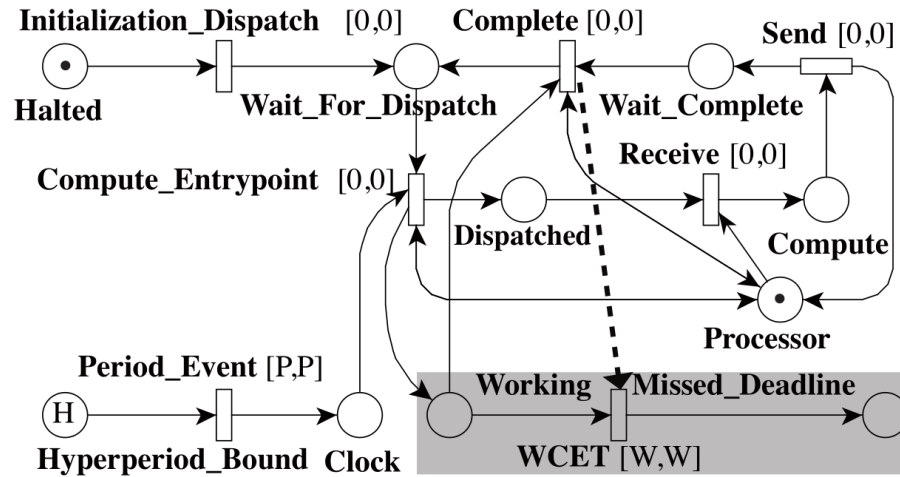 Initialization_Dispatch [0,0]
Complete [0,0]
Send [0,0]
Halted
Wait_For_Dispatch
Wait_Complete
Receive [0,0]
Compute_Entrypoint [0,0]
Dispatched
Compute
Processor
Period_Event [P,P]
Working
Missed_Deadline
H
Hyperperiod_Bound
Clock
WCET [W,W]